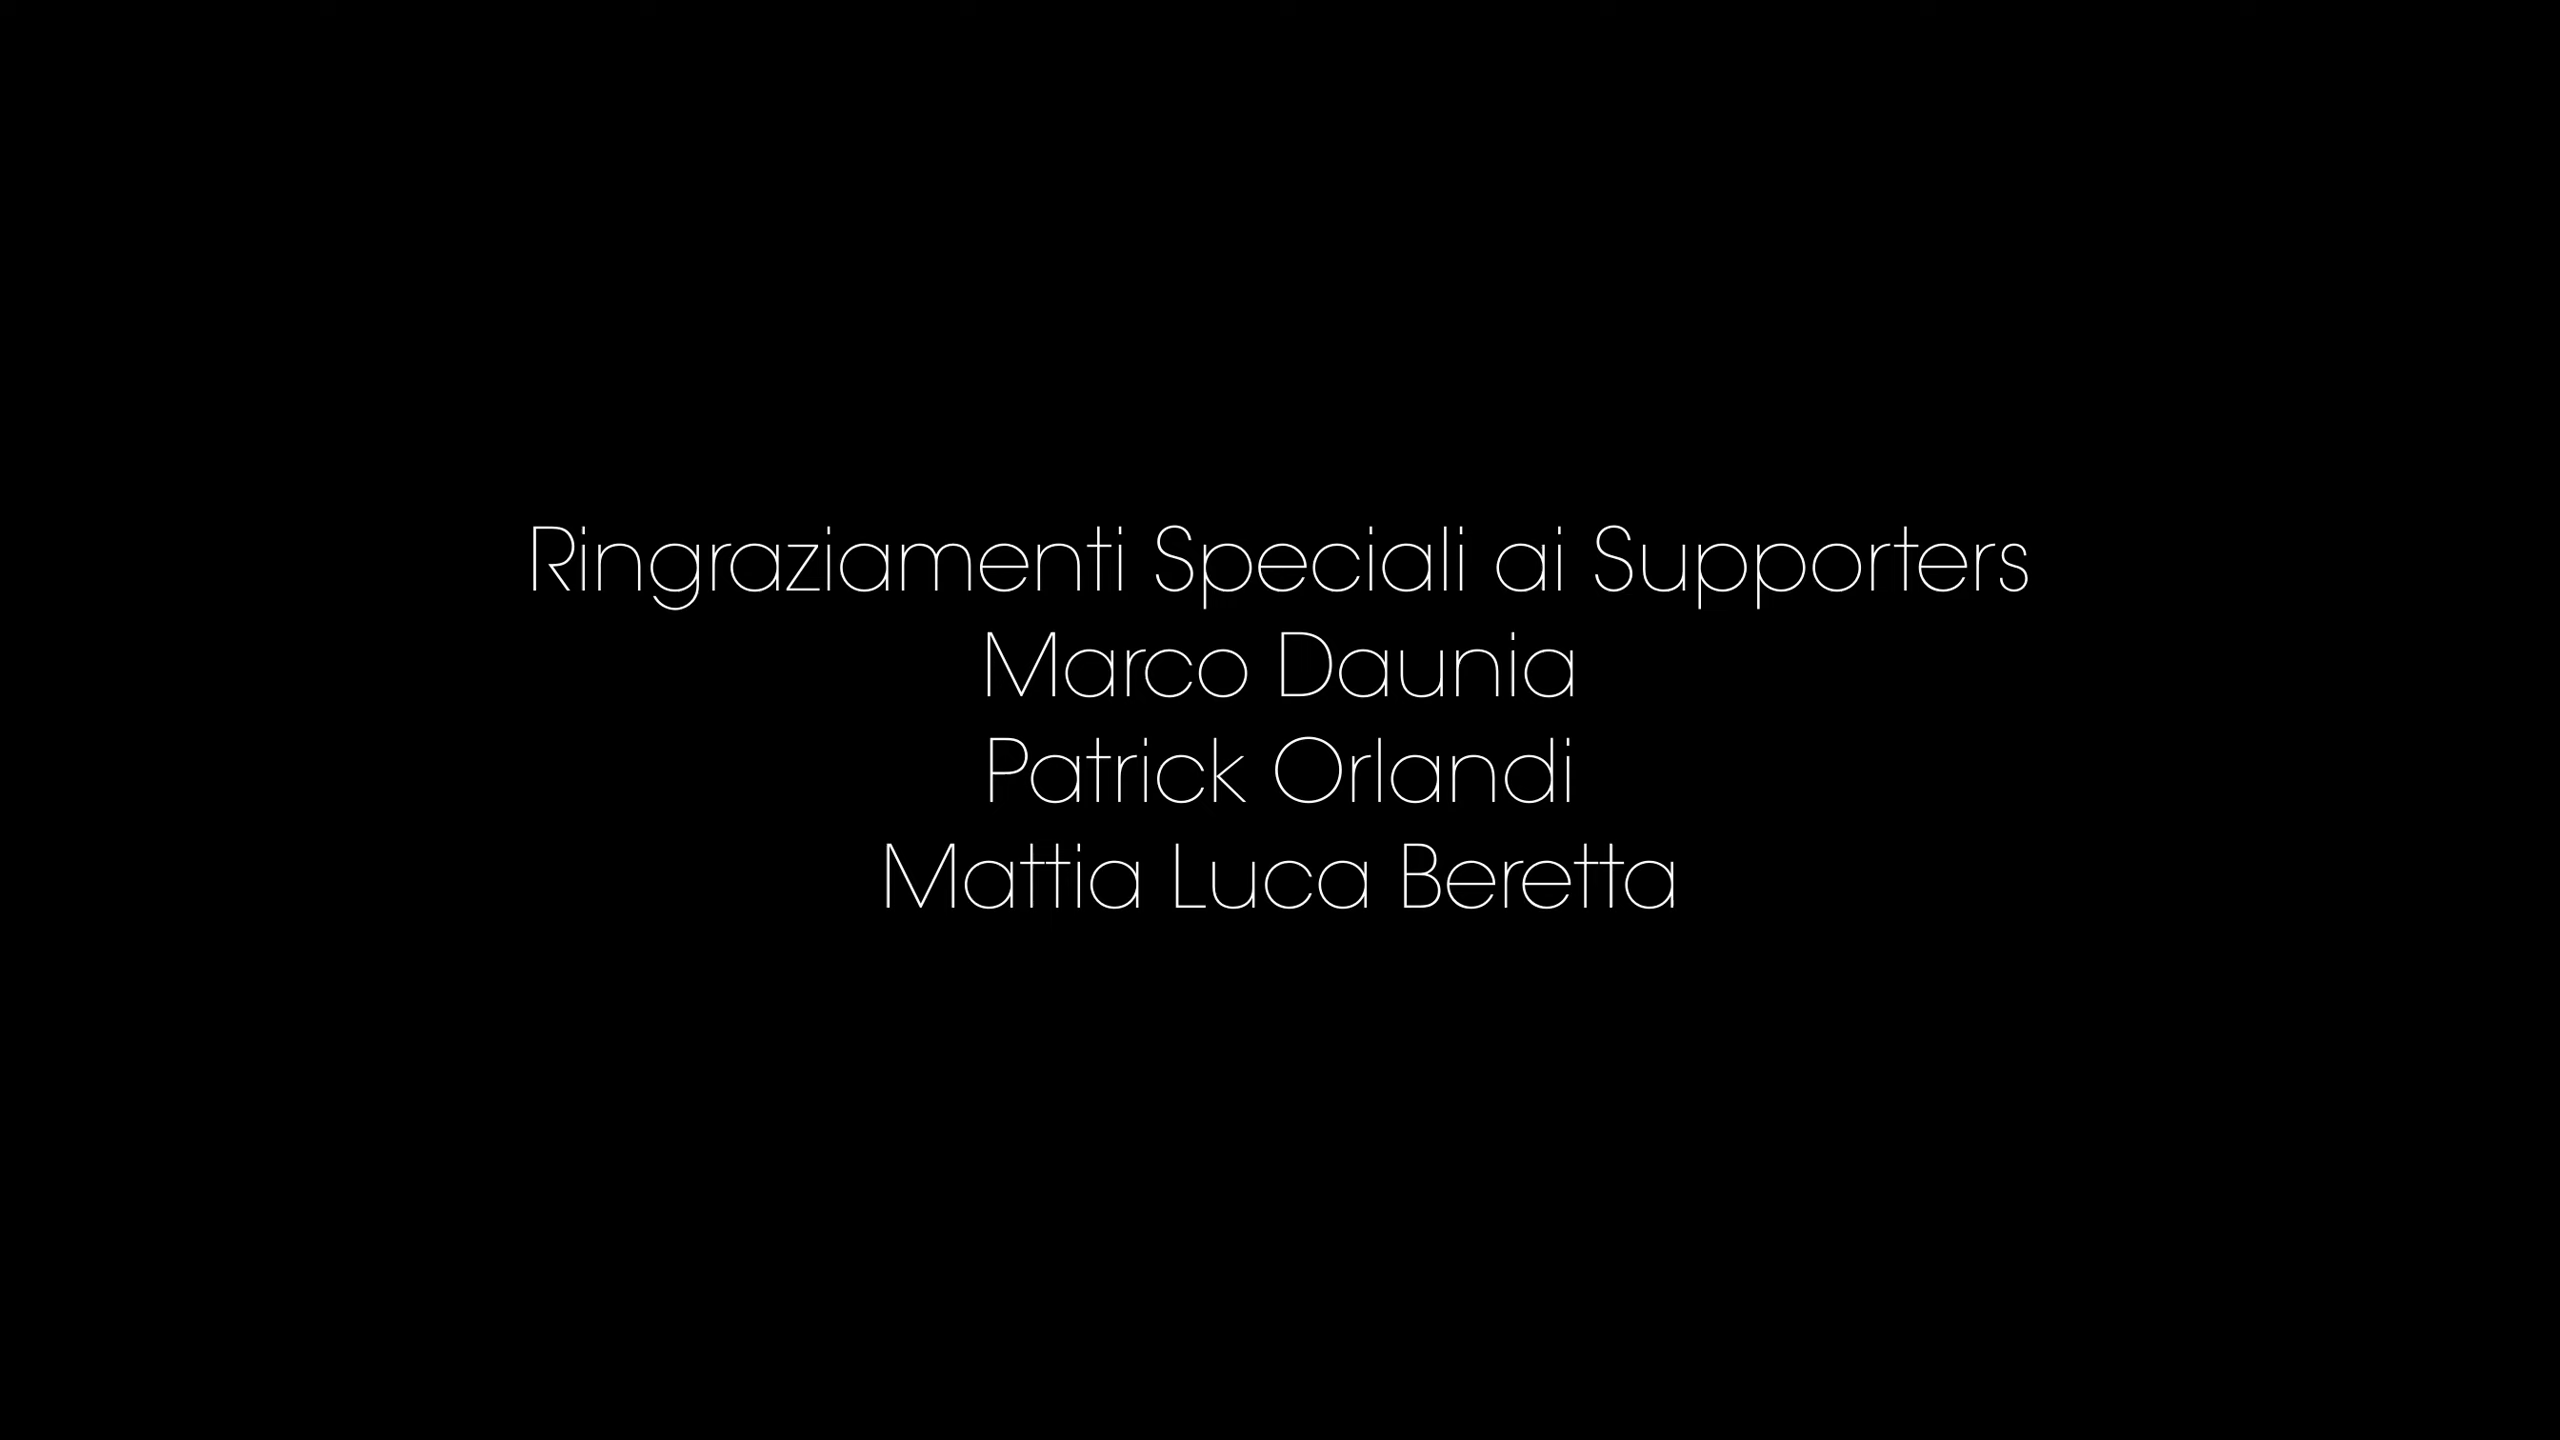 Ringraziamenti Speciali ai Supporters
Marco Daunia
Patrick Orlandi
Mattia Luca Beretta